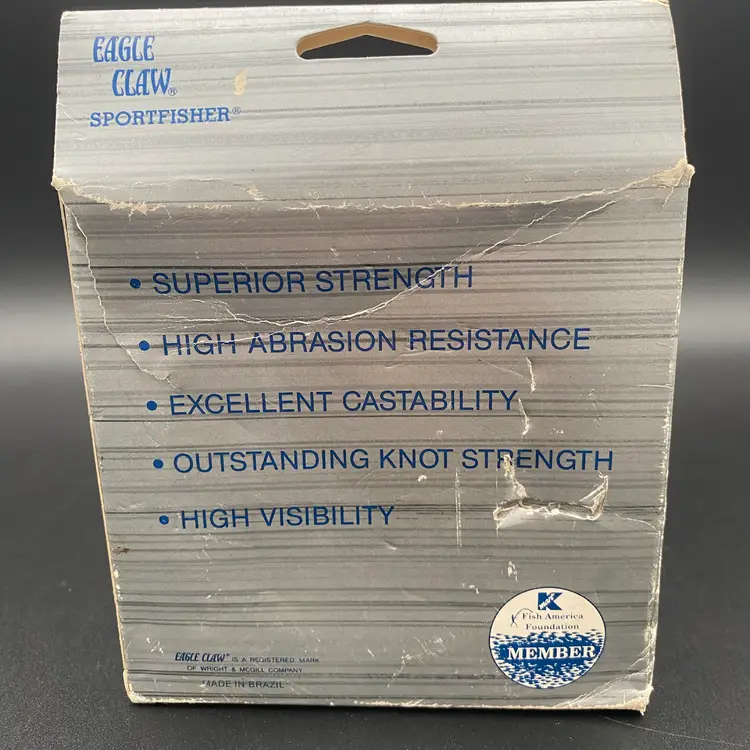 EAGLE
CLAW®
SPORTFISHER®
• SUPERIOR STRENGTH
• HIGH ABRASION RESISTANCE
• EXCELLENT CASTABILITY
• OUTSTANDING KNOT STRENGTH
• HIGH VISIBILITY
K
mart
Fish America
Foundation
MEMBER
EAGLE CLAW® IS A REGISTERED MARK
OF WRIGHT & MCGILL COMPANY
MADE IN BRAZIL